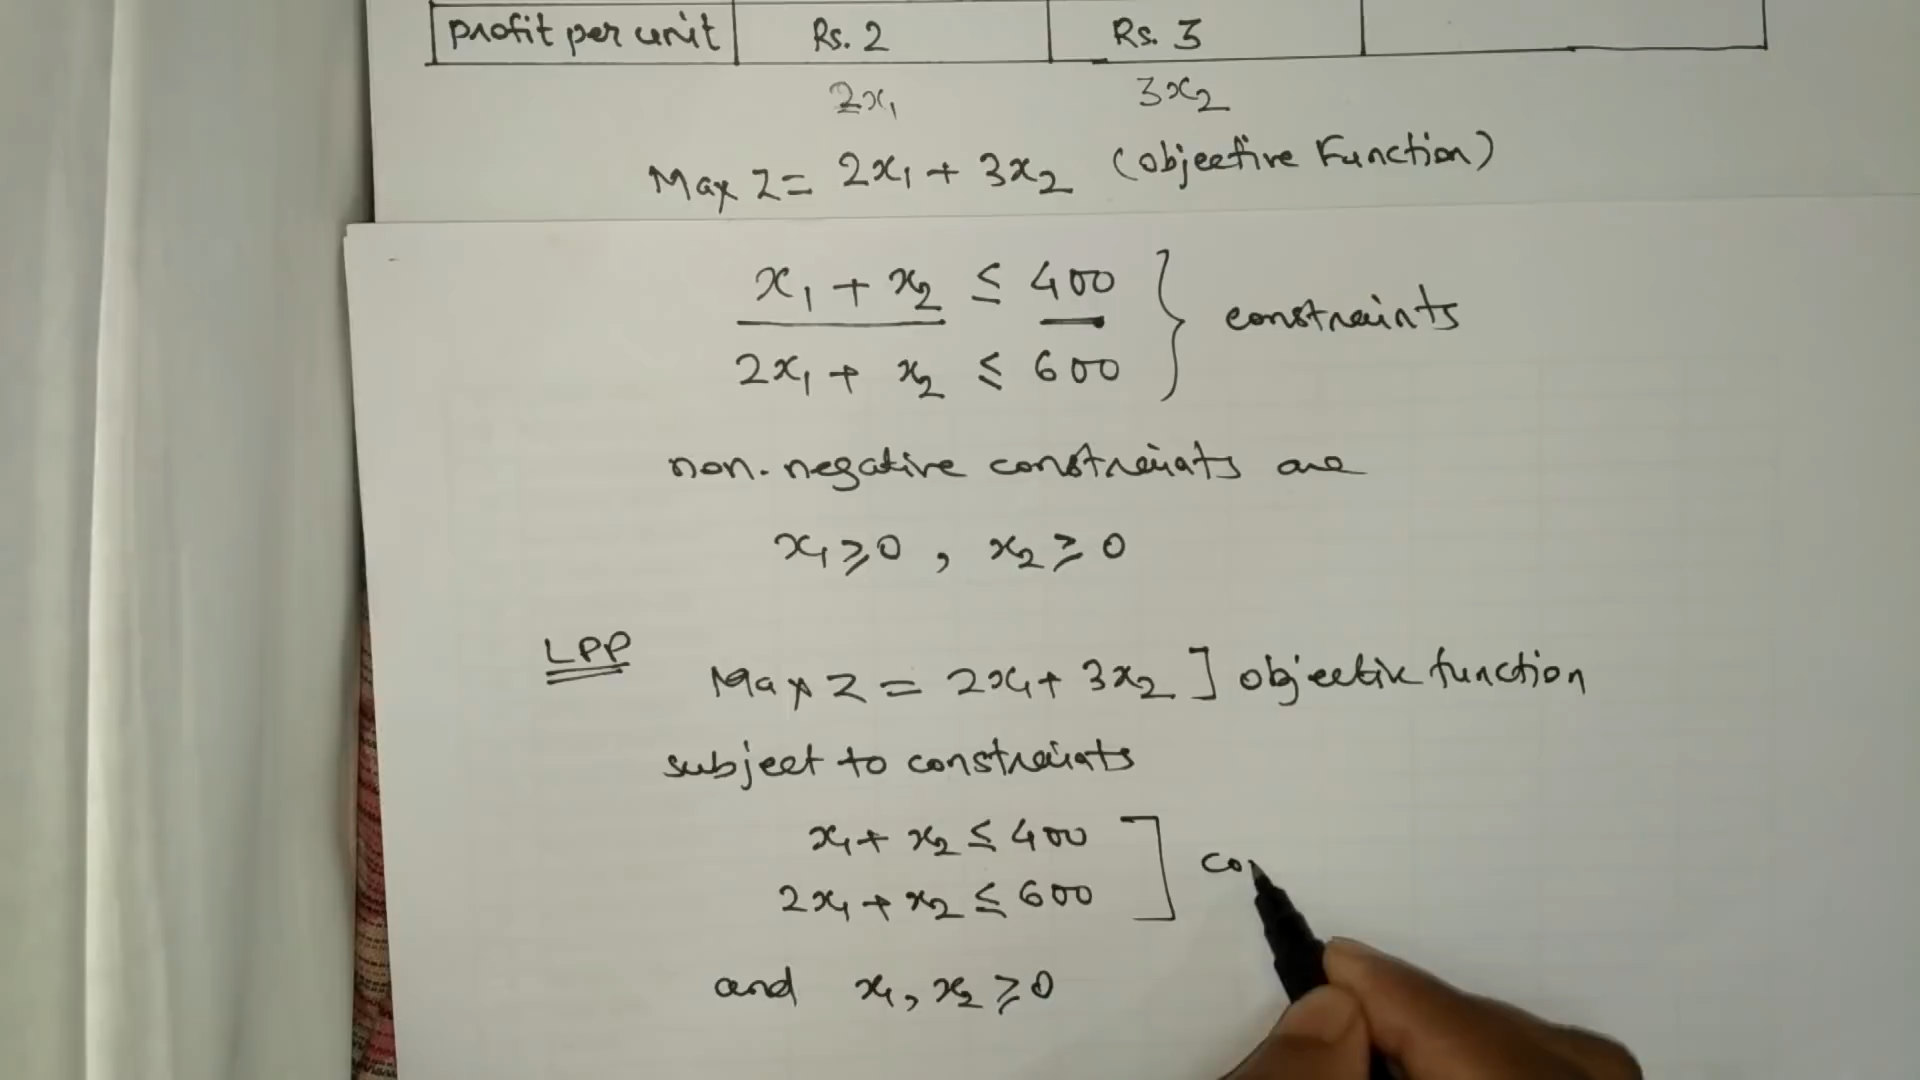 Profit per unit Rs. 2 Rs. 3
2x₁ 3x₂
Max Z = 2x₁ + 3x₂ (Objective Function)
x₁ + x₂ ≤ 400
2x₁ + x₂ ≤ 600 } constraints
non-negative constraints are
x₁ ≥ 0 , x₂ ≥ 0
LPP
Max Z = 2x₁ + 3x₂ ] objective function
subject to constraints
x₁ + x₂ ≤ 400
2x₁ + x₂ ≤ 600 ] co
and x₁, x₂ ≥ 0